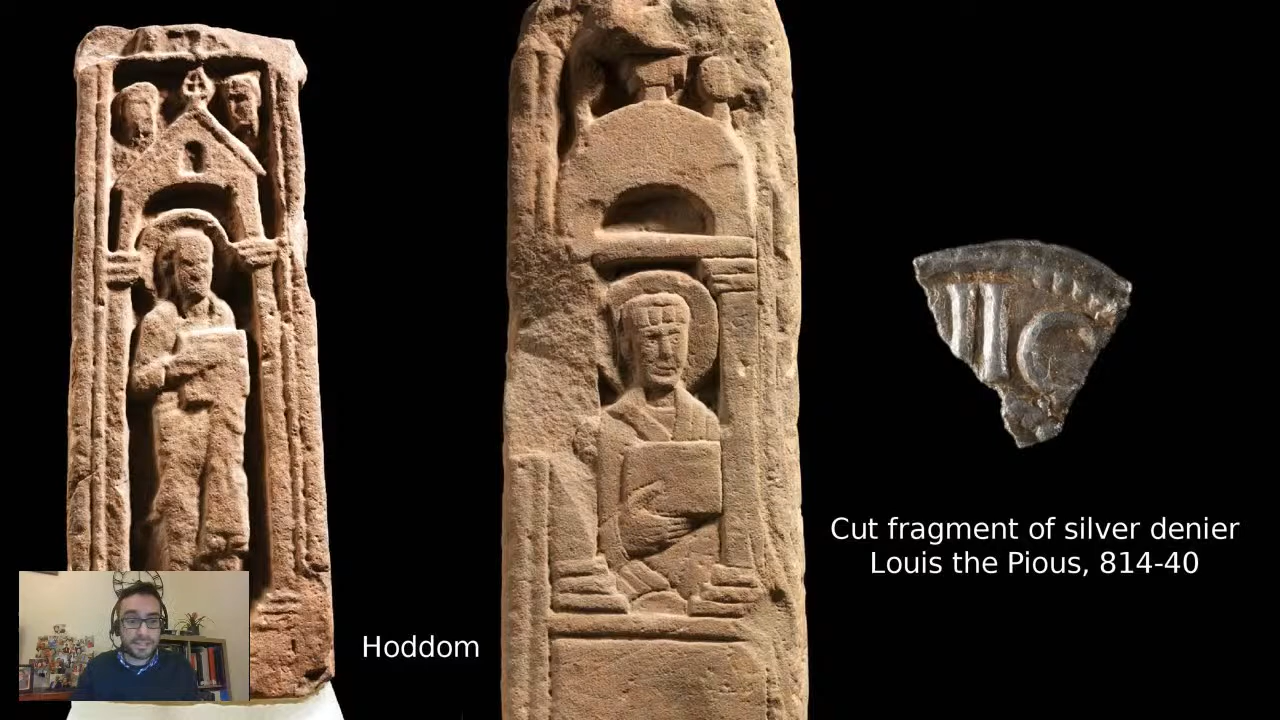 Hoddom
Cut fragment of silver denier
Louis the Pious, 814-40